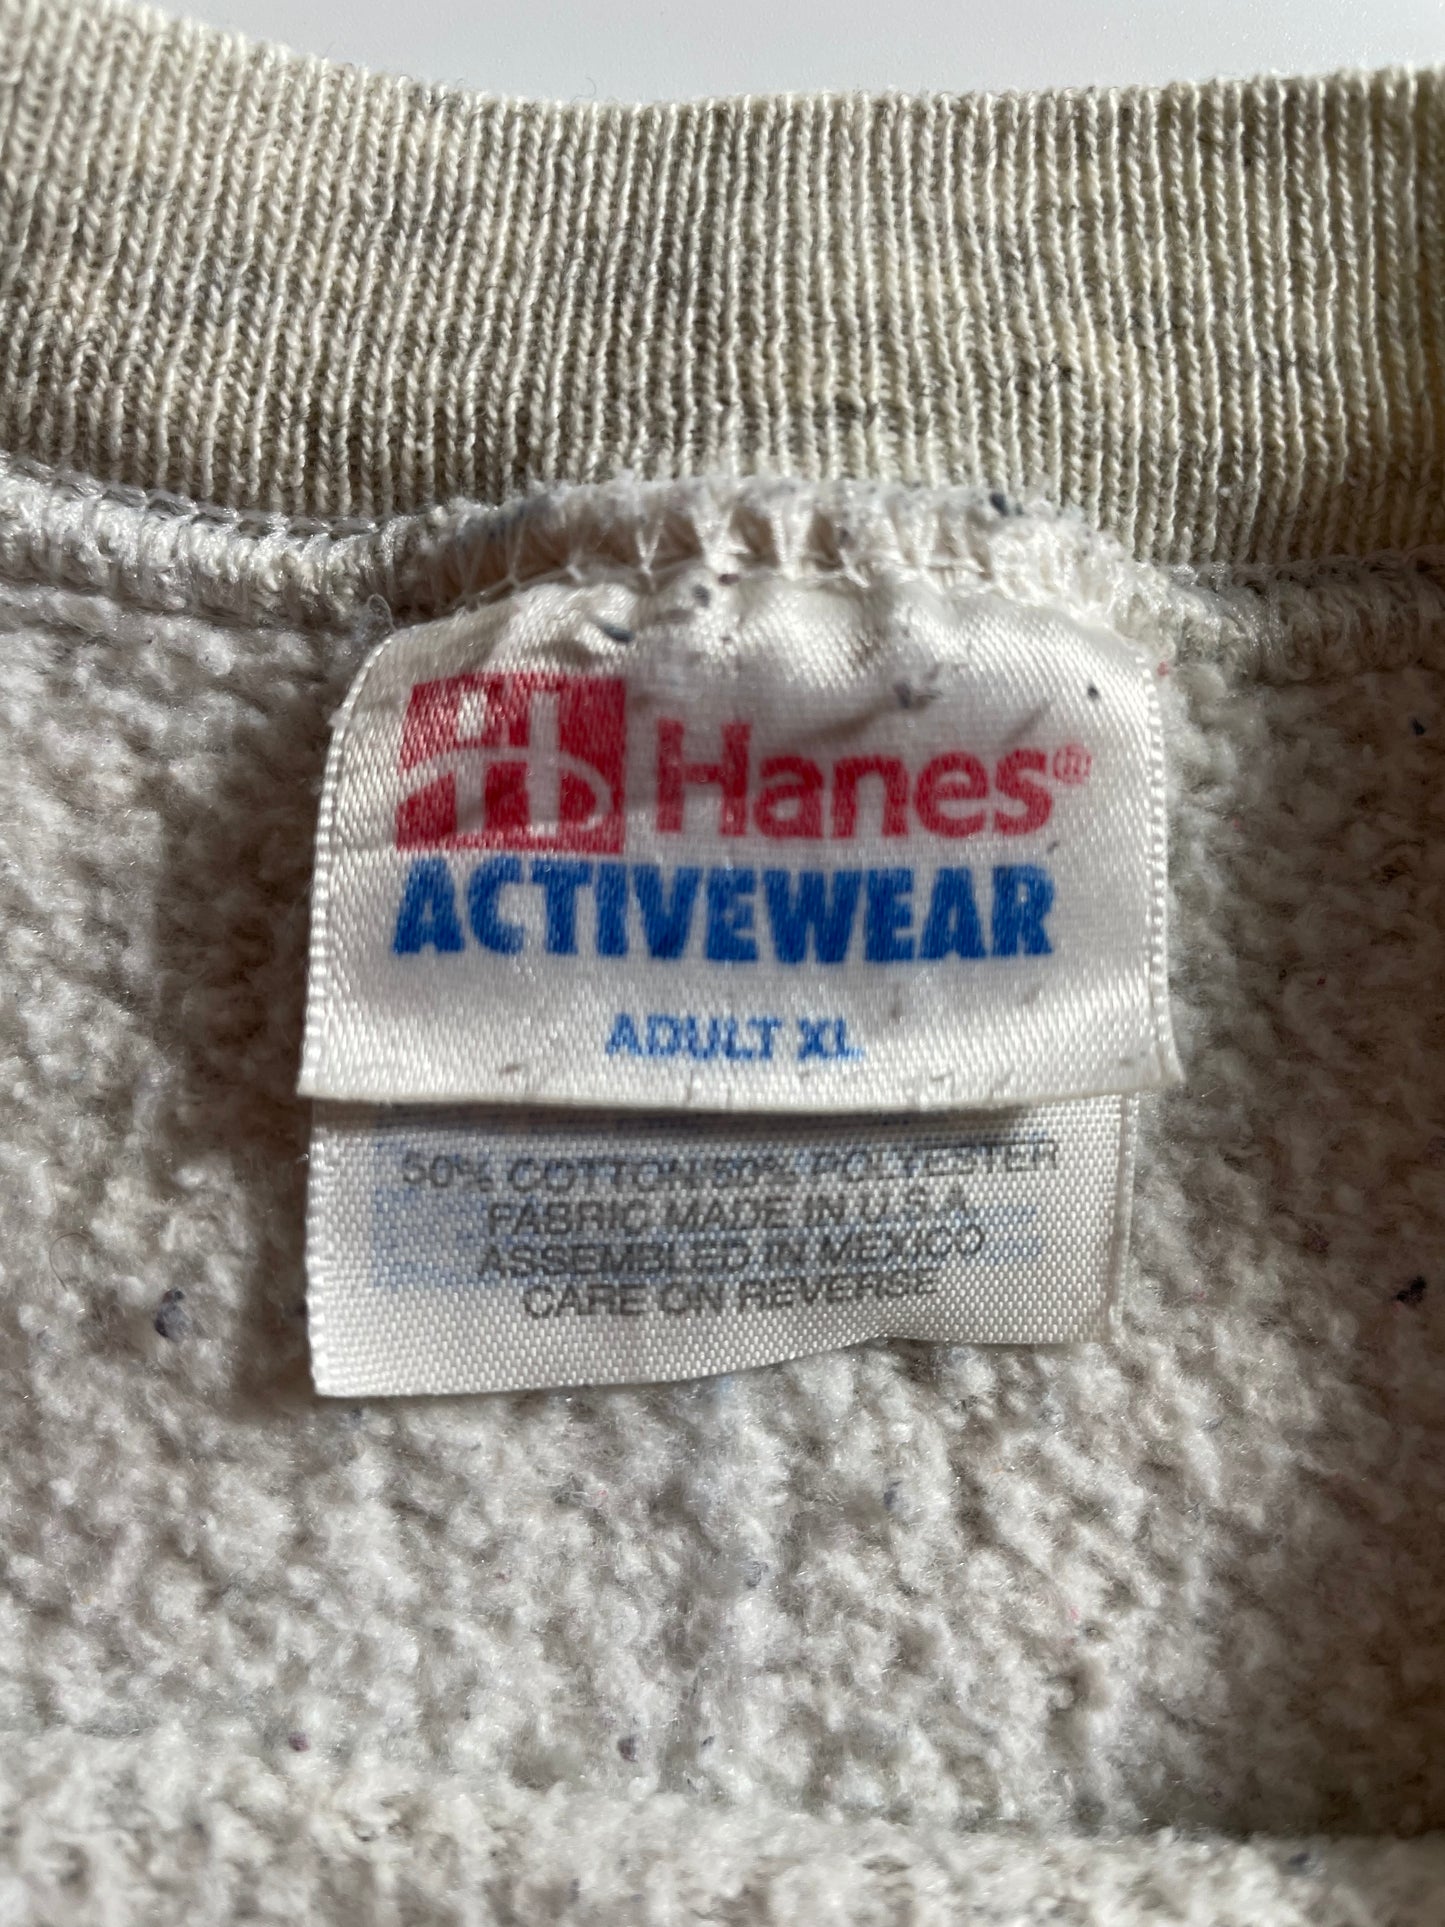 Hanes®
ACTIVEWEAR
ADULT XL
50% COTTON/50% POLYESTER
FABRIC MADE IN U.S.A.
ASSEMBLED IN MEXICO
CARE ON REVERSE